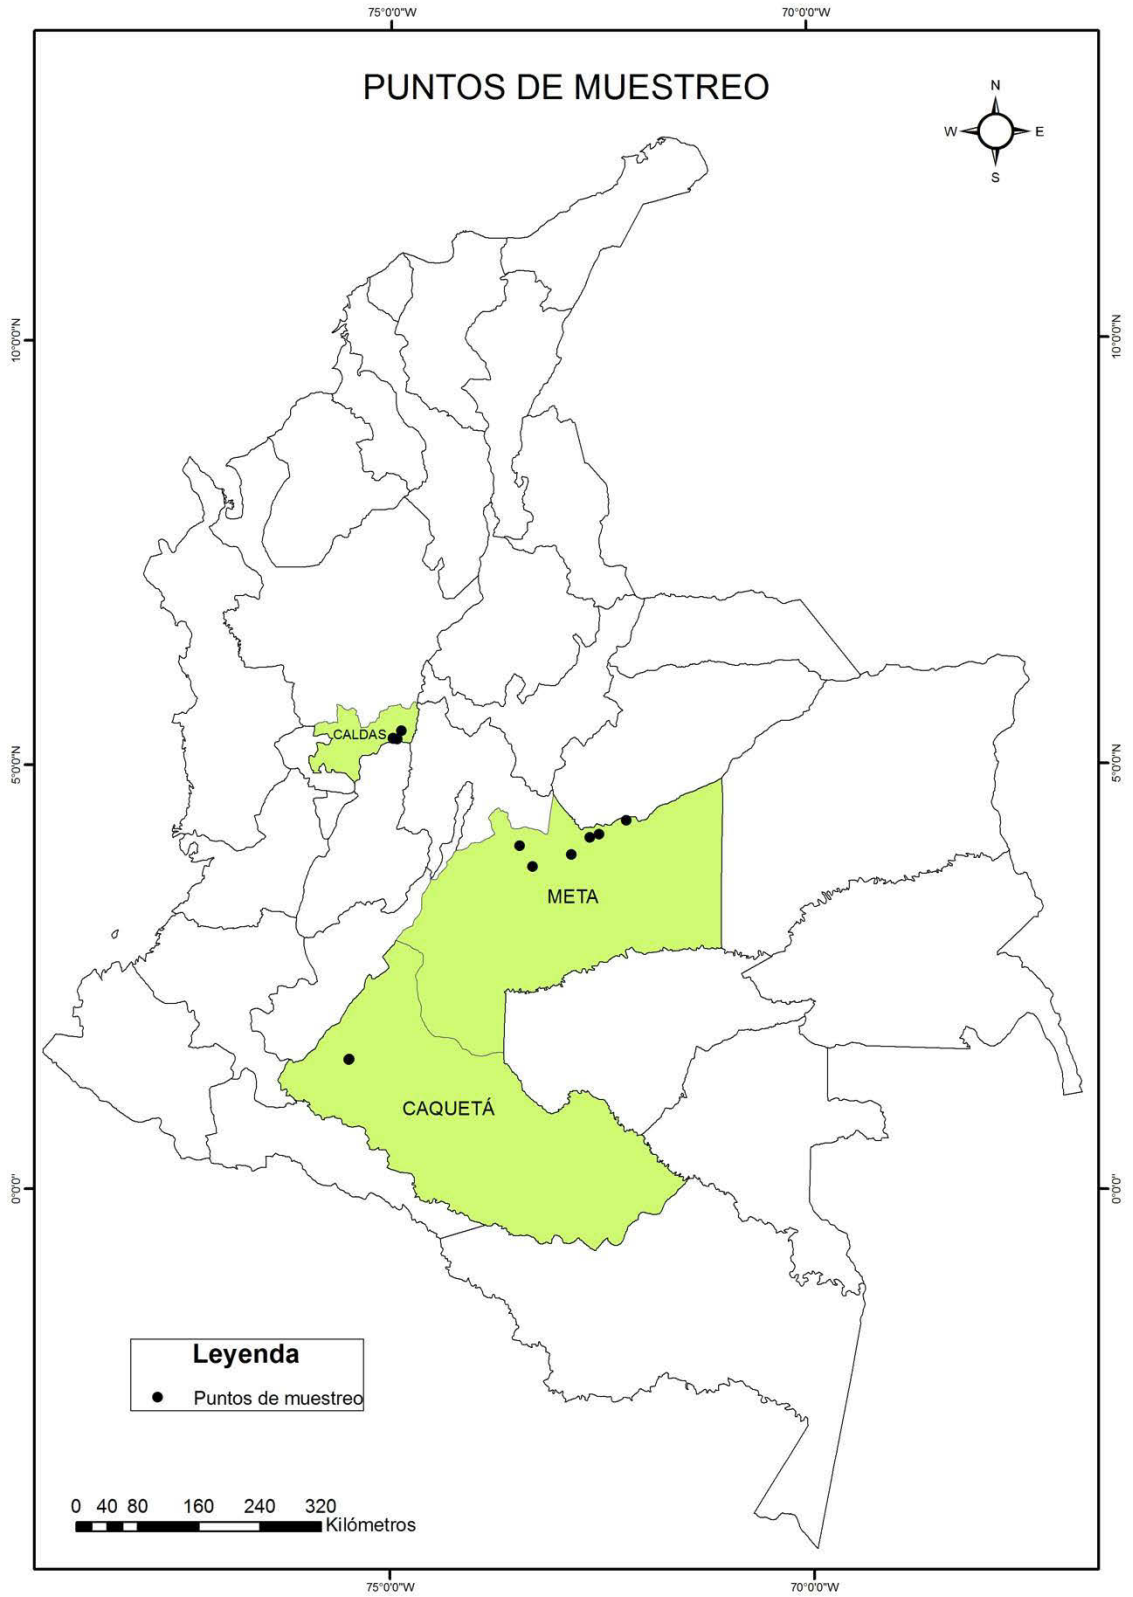 75°0'0"W 70°0'0"W
PUNTOS DE MUESTREO
N
W E
S
10°0'0"N 10°0'0"N
CALDAS
5°0'0"N 5°0'0"N
META
CAQUETÁ
0°0'0" 0°0'0"
Leyenda
Puntos de muestreo
0 40 80 160 240 320
Kilómetros
75°0'0"W 70°0'0"W